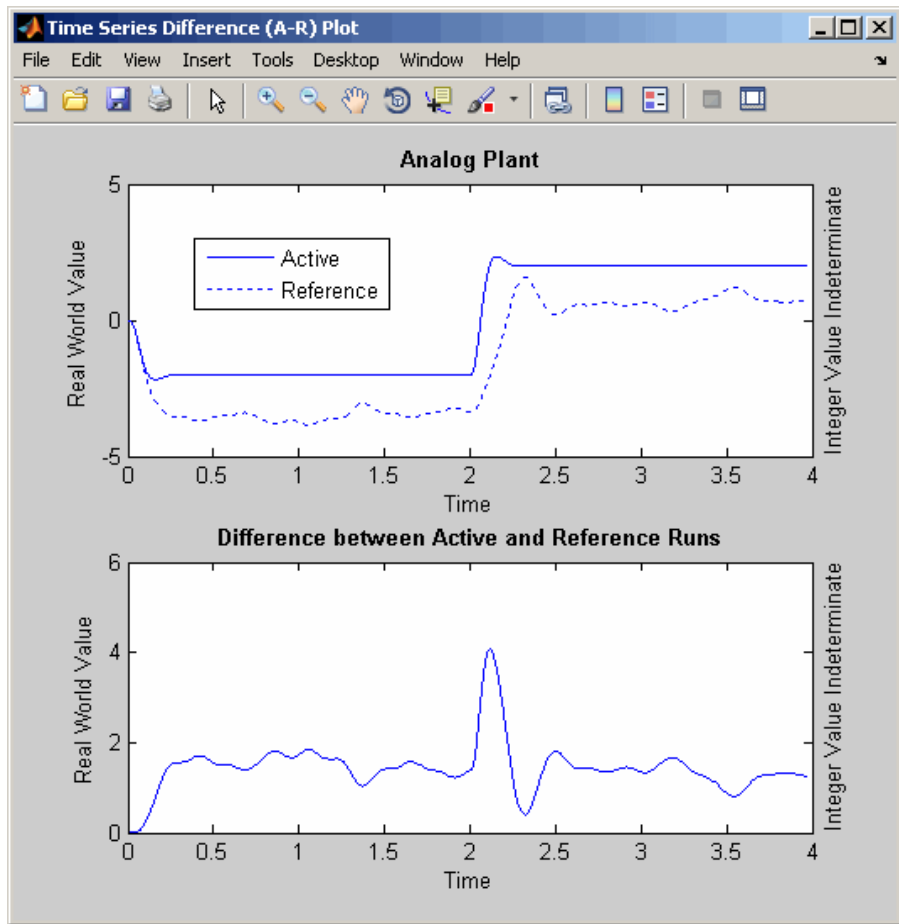 Time Series Difference (A-R) Plot
File Edit View Insert Tools Desktop Window Help
Analog Plant
5
0
-5
Real World Value
Active
Reference
Integer Value Indeterminate
0 0.5 1 1.5 2 2.5 3 3.5 4
Time
Difference between Active and Reference Runs
6
4
2
0
Real World Value
Integer Value Indeterminate
0 0.5 1 1.5 2 2.5 3 3.5 4
Time